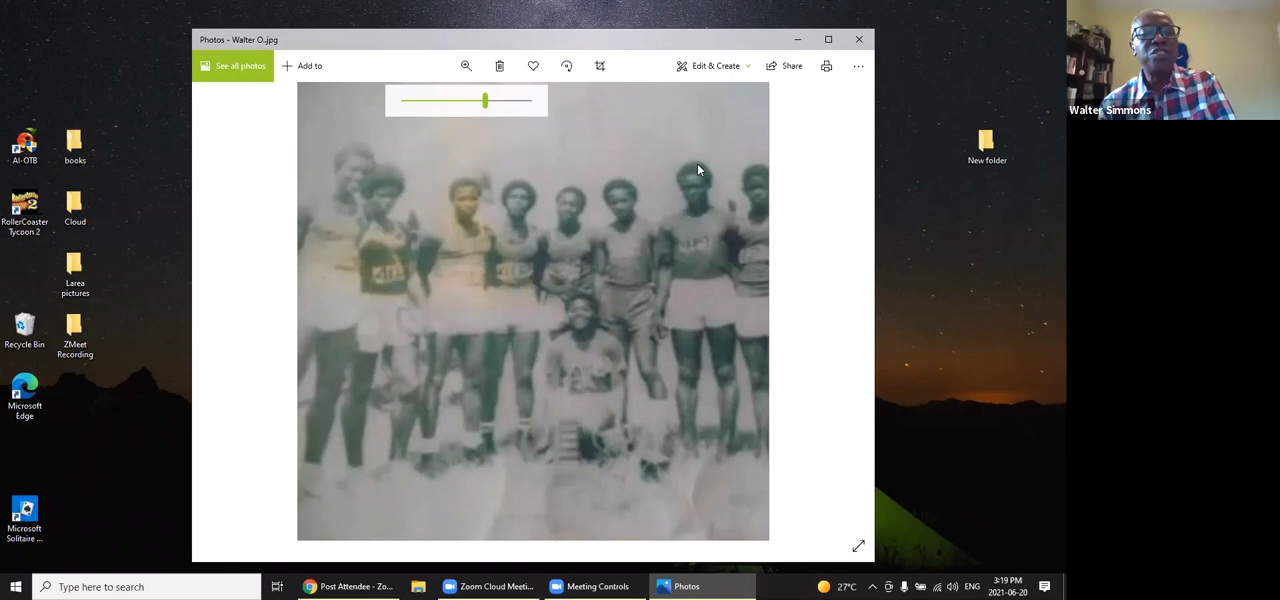 Photos - Walter O..jpg
See all photos
Add to
Edit & Create
Share
Walter Simmons
AI-OTB
books
New folder
RollerCoaster
Tycoon 2
Cloud
Larea
pictures
Recycle Bin
ZMeet
Recording
Microsoft
Edge
Microsoft
Solitaire ...
Type here to search
Post Attendee - Zo...
Zoom Cloud Meeti...
Meeting Controls
Photos
27°C
ENG
3:19 PM
2021-06-20